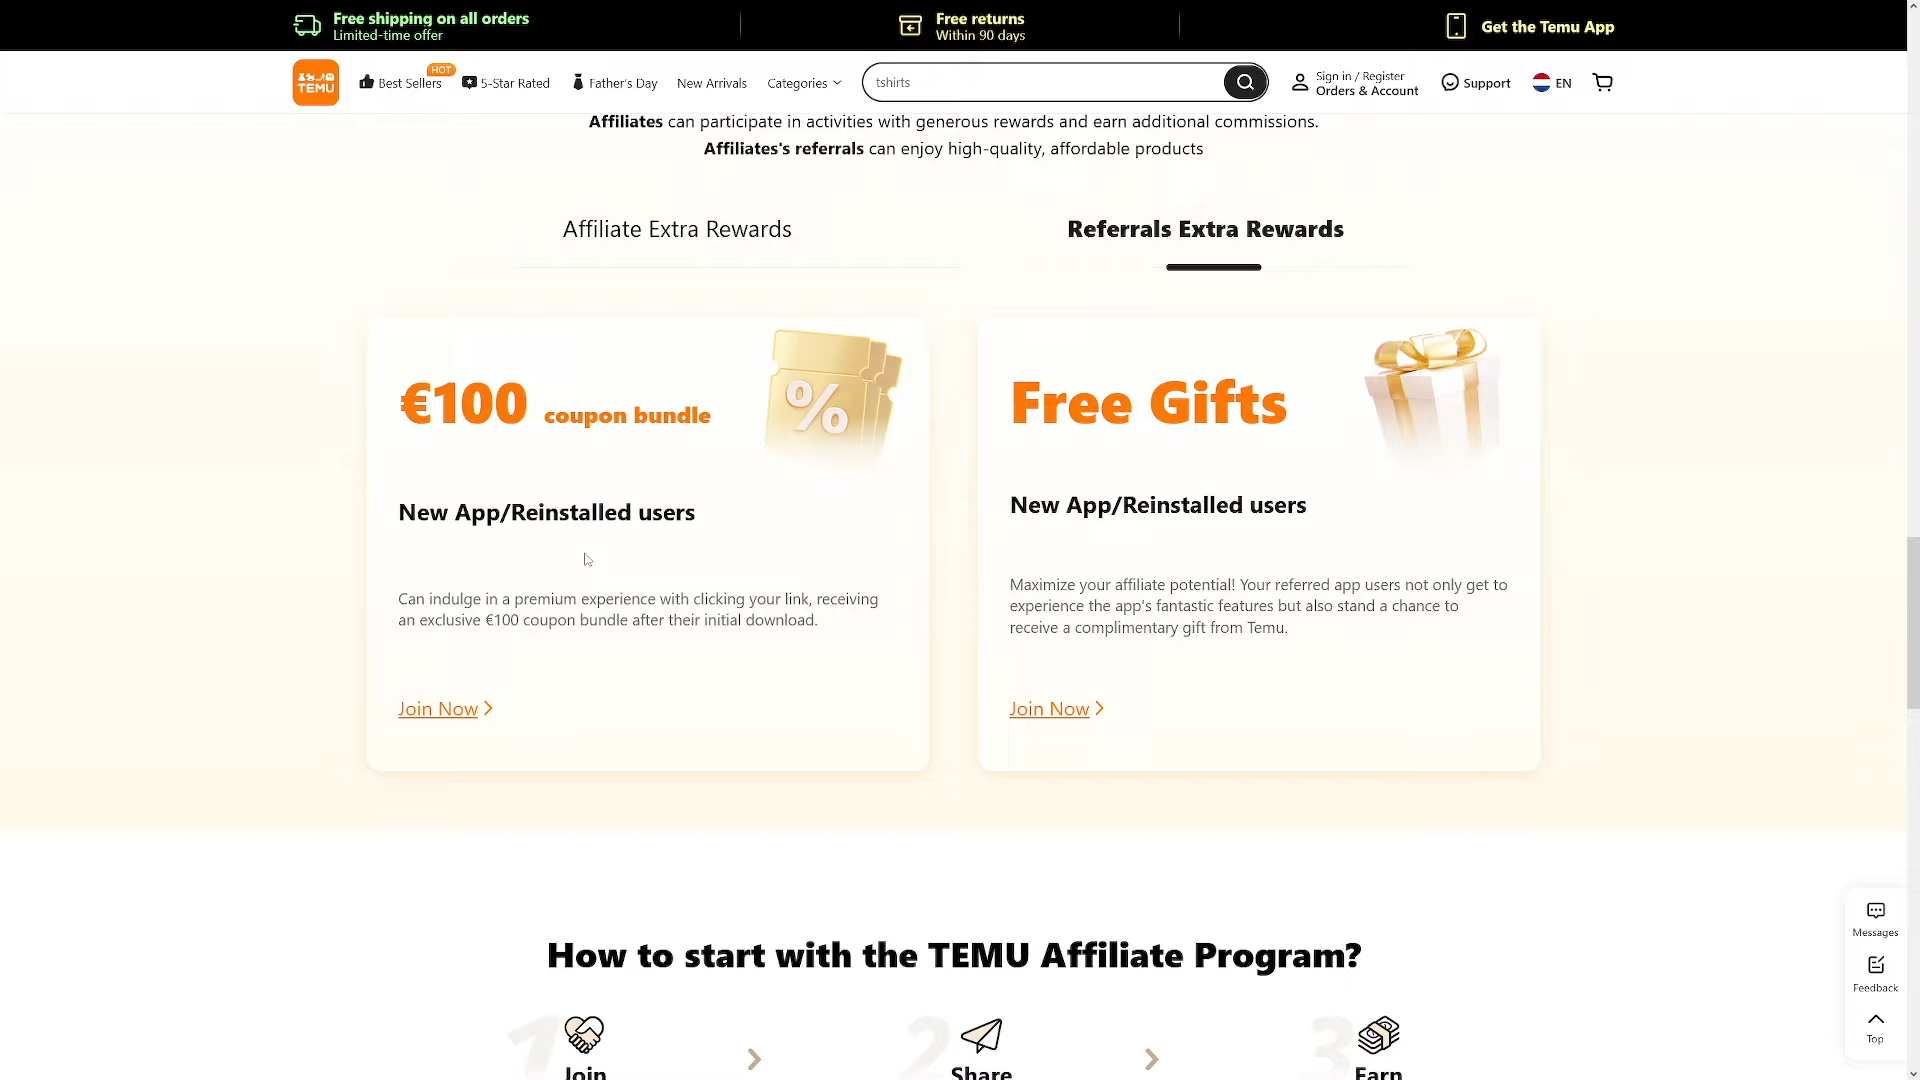 Free shipping on all orders
Limited-time offer
Free returns
Within 90 days
Get the Temu App
TEMU
Best Sellers
HOT
5-Star Rated
Father's Day
New Arrivals
Categories
tshirts
Sign in / Register
Orders & Account
Support
EN
Affiliates can participate in activities with generous rewards and earn additional commissions.
Affiliates's referrals can enjoy high-quality, affordable products
Affiliate Extra Rewards
Referrals Extra Rewards
€100 coupon bundle
%
New App/Reinstalled users
Can indulge in a premium experience with clicking your link, receiving
an exclusive €100 coupon bundle after their initial download.
Join Now
Free Gifts
New App/Reinstalled users
Maximize your affiliate potential! Your referred app users not only get to
experience the app's fantastic features but also stand a chance to
receive a complimentary gift from Temu.
Join Now
How to start with the TEMU Affiliate Program?
1
Join
2
Share
3
Earn
Messages
Feedback
Top